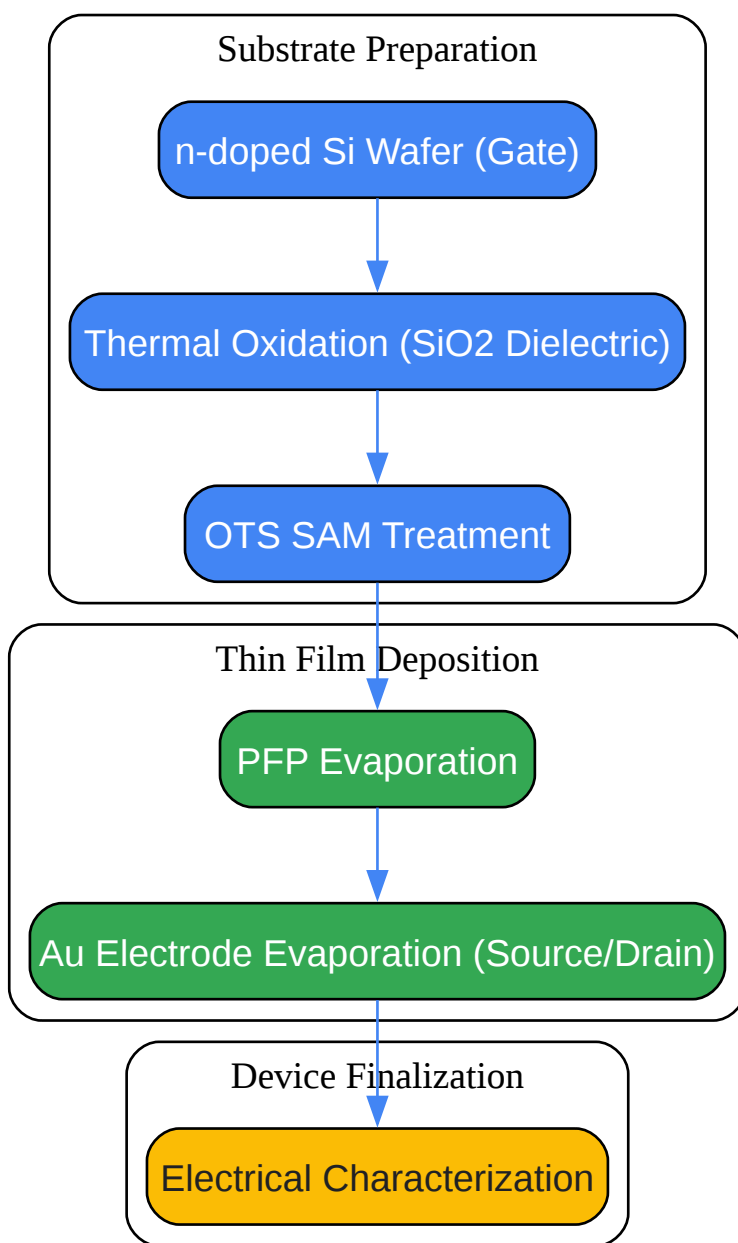 Substrate Preparation
n-doped Si Wafer (Gate)
Thermal Oxidation (SiO2 Dielectric)
OTS SAM Treatment
Thin Film Deposition
PFP Evaporation
Au Electrode Evaporation (Source/Drain)
Device Finalization
Electrical Characterization